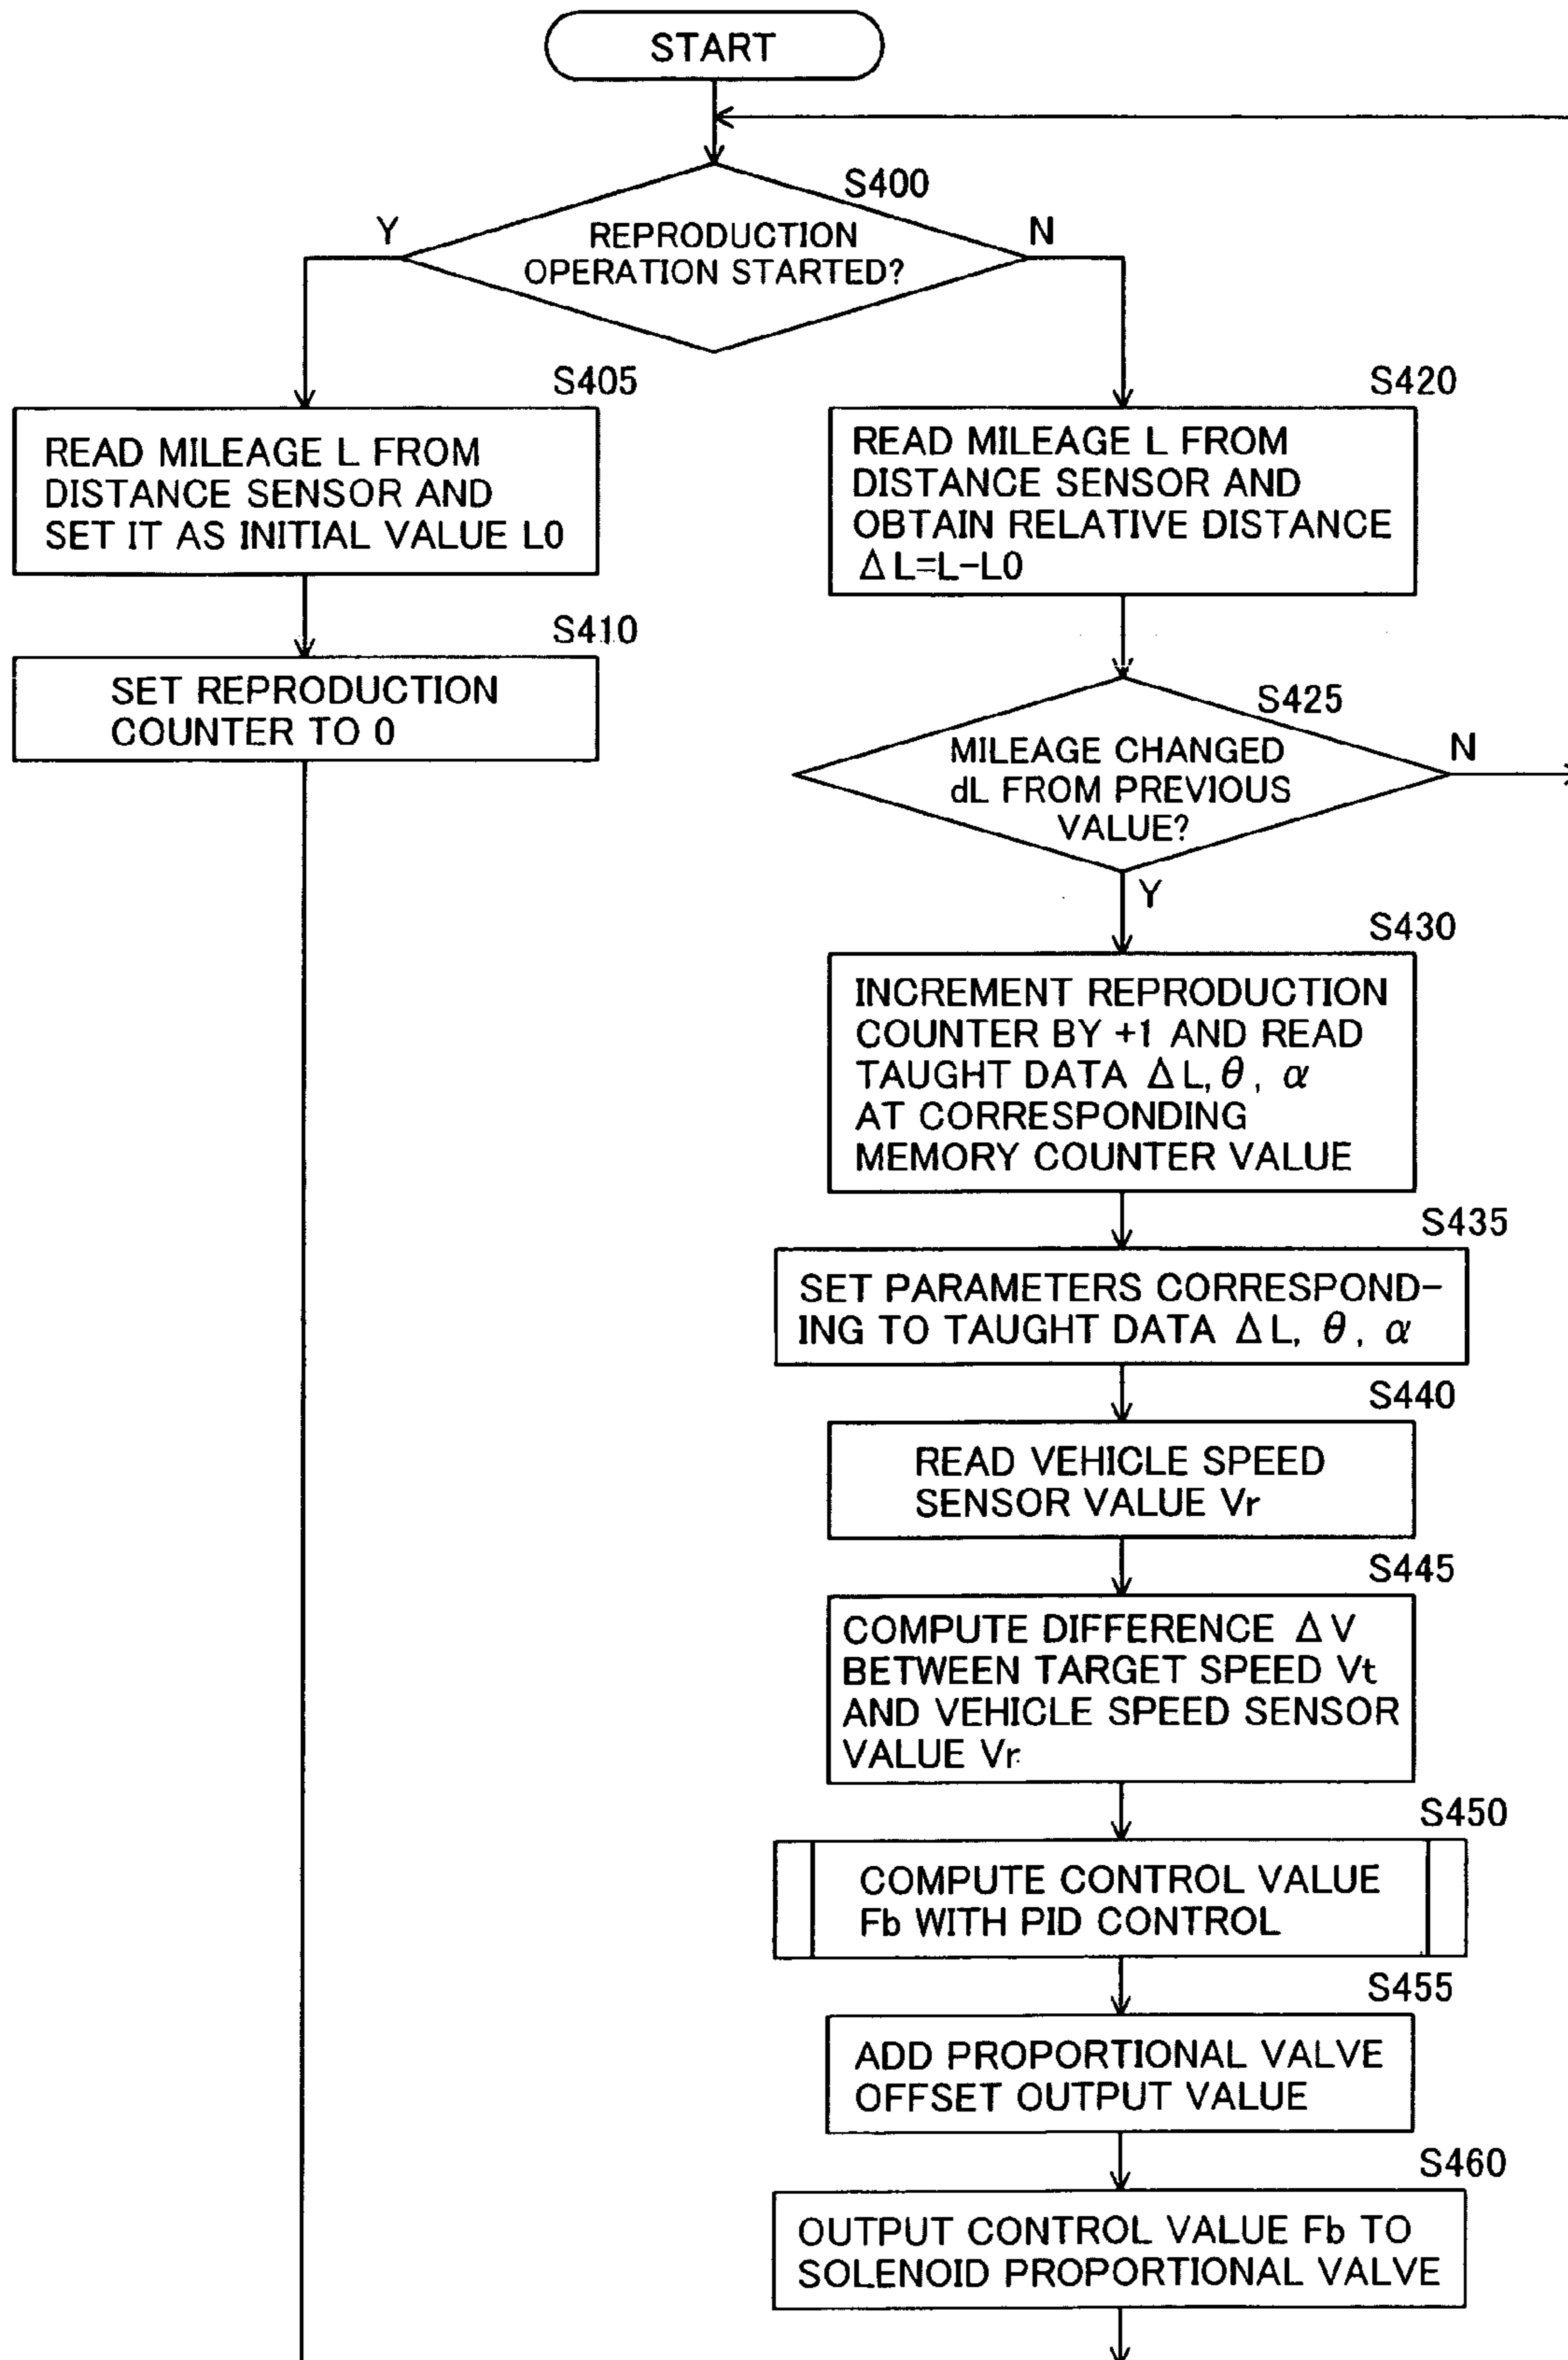 START
S400
Y
N
REPRODUCTION
OPERATION STARTED?
S405
READ MILEAGE L FROM
DISTANCE SENSOR AND
SET IT AS INITIAL VALUE L0
S410
SET REPRODUCTION
COUNTER TO 0
S420
READ MILEAGE L FROM
DISTANCE SENSOR AND
OBTAIN RELATIVE DISTANCE
ΔL=L-L0
S425
MILEAGE CHANGED
dL FROM PREVIOUS
VALUE?
N
Y
S430
INCREMENT REPRODUCTION
COUNTER BY +1 AND READ
TAUGHT DATA ΔL, θ, α
AT CORRESPONDING
MEMORY COUNTER VALUE
S435
SET PARAMETERS CORRESPOND-
ING TO TAUGHT DATA ΔL, θ, α
S440
READ VEHICLE SPEED
SENSOR VALUE Vr
S445
COMPUTE DIFFERENCE ΔV
BETWEEN TARGET SPEED Vt
AND VEHICLE SPEED SENSOR
VALUE Vr
S450
COMPUTE CONTROL VALUE
Fb WITH PID CONTROL
S455
ADD PROPORTIONAL VALVE
OFFSET OUTPUT VALUE
S460
OUTPUT CONTROL VALUE Fb TO
SOLENOID PROPORTIONAL VALVE